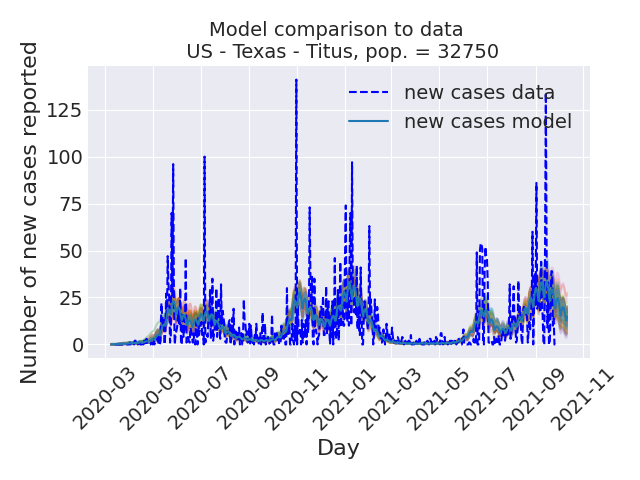 Model comparison to data
US - Texas - Titus, pop. = 32750
Number of new cases reported
125
100
75
50
25
0
new cases data
new cases model
2020-03
2020-05
2020-07
2020-09
2020-11
2021-01
2021-03
2021-05
2021-07
2021-09
2021-11
Day